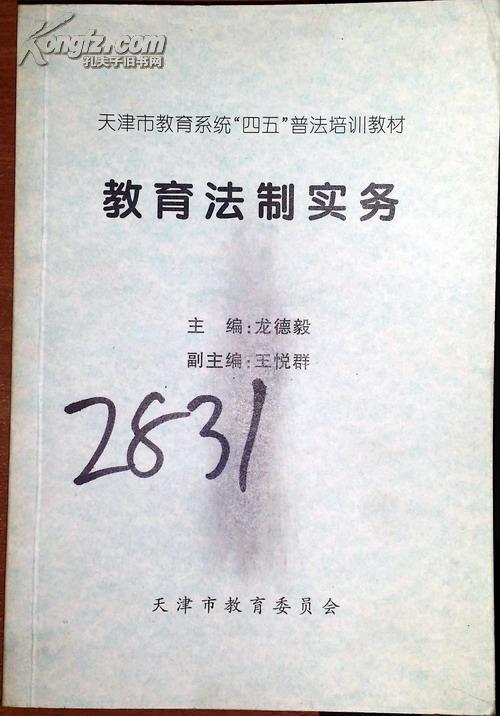 Kongfz.com
孔夫子旧书网
天津市教育系统“四五”普法培训教材
教育法制实务
主 编:龙德毅
副主编:王悦群
2831
天津市教育委员会